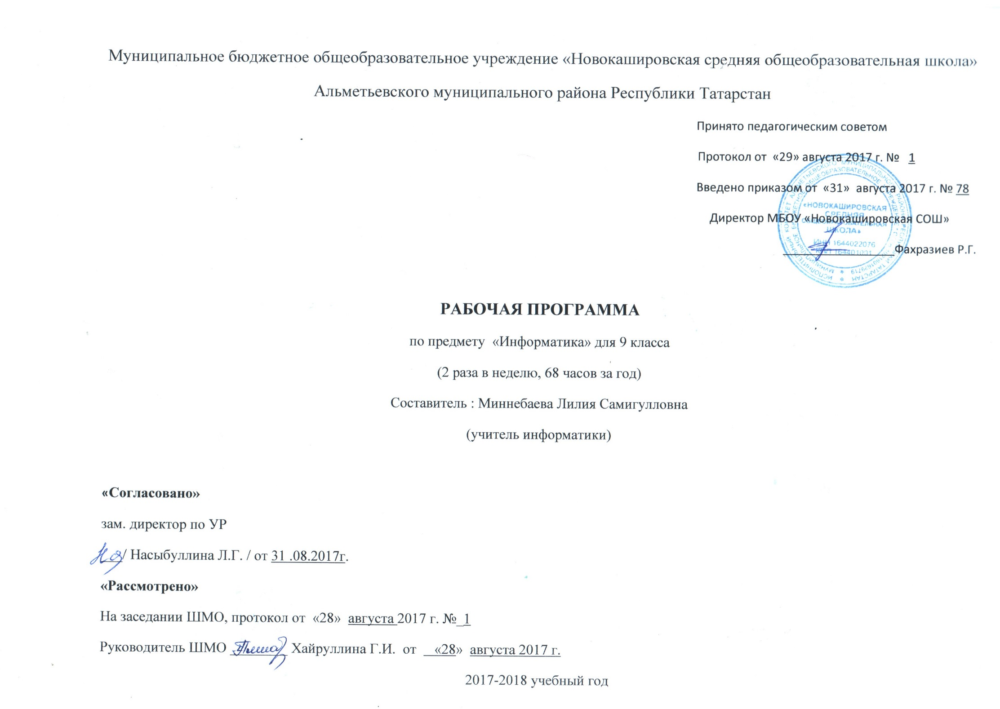 Муниципальное бюджетное общеобразовательное учреждение «Новокашировская средняя общеобразовательная школа»
Альметьевского муниципального района Республики Татарстан
Принято педагогическим советом
Протокол от «29» августа 2017 г. № 1
Введено приказом от «31» августа 2017 г. № 78
Директор МБОУ «Новокашировская СОШ»
Фахразиев Р.Г.
«НОВОКАШИРОВСКАЯ
СРЕДНЯЯ
ОБЩЕОБРАЗОВАТЕЛЬНАЯ
ШКОЛА»
ИНН 1644022076
КПП 164401001
РАБОЧАЯ ПРОГРАММА
по предмету «Информатика» для 9 класса
(2 раза в неделю, 68 часов за год)
Составитель : Миннебаева Лилия Самигулловна
(учитель информатики)
«Согласовано»
зам. директор по УР
/ Насыбуллина Л.Г. / от 31 .08.2017г.
«Рассмотрено»
На заседании ШМО, протокол от «28» августа 2017 г. №_1
Руководитель ШМО Хайруллина Г.И. от «28» августа 2017 г.
2017-2018 учебный год